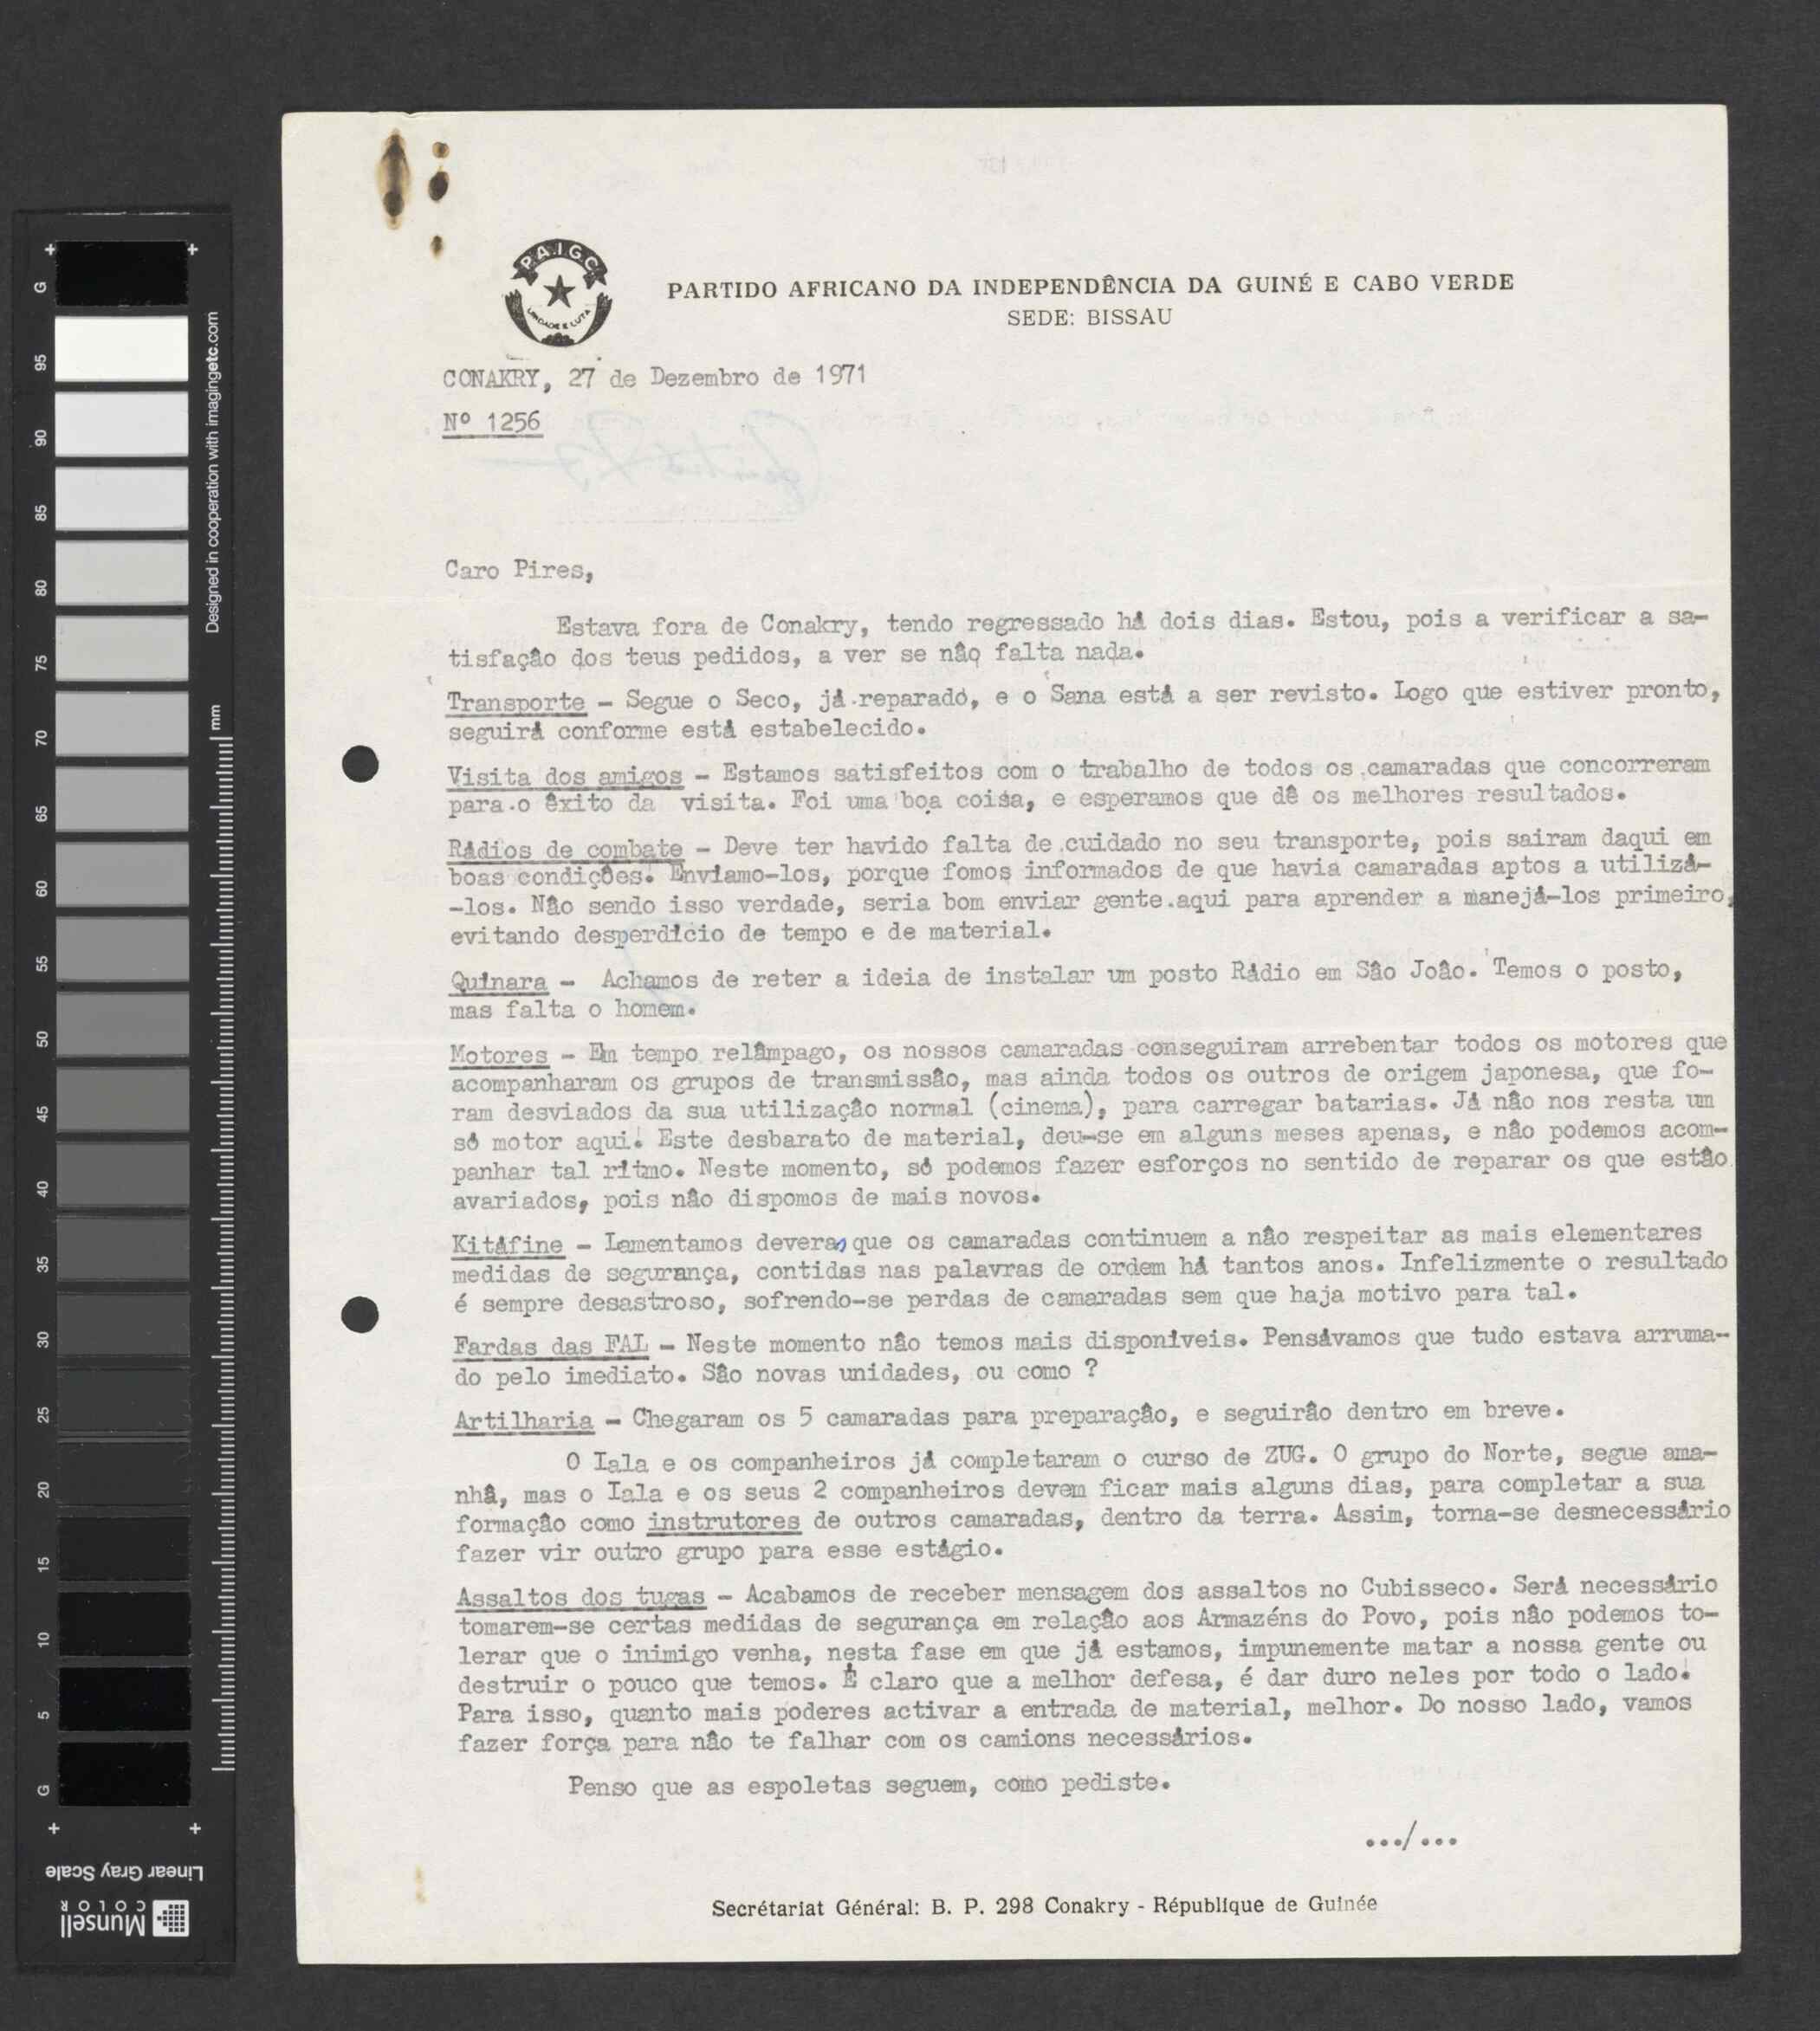 P.A.I.G.C.
UNIDADE E LUTA
PARTIDO AFRICANO DA INDEPENDÊNCIA DA GUINÉ E CABO VERDE
SEDE: BISSAU
CONAKRY, 27 de Dezembro de 1971
Nº 1256
Caro Pires,
Estava fora de Conakry, tendo regressado há dois dias. Estou, pois a verificar a sa-
tisfação dos teus pedidos, a ver se não falta nada.
Transporte - Segue o Seco, já reparado, e o Sana está a ser revisto. Logo que estiver pronto,
seguirá conforme está estabelecido.
Visita dos amigos - Estamos satisfeitos com o trabalho de todos os camaradas que concorreram
para o êxito da visita. Foi uma boa coisa, e esperamos que dê os melhores resultados.
Rádios de combate - Deve ter havido falta de cuidado no seu transporte, pois sairam daqui em
boas condições. Enviamo-los, porque fomos informados de que havia camaradas aptos a utilizá-
-los. Não sendo isso verdade, seria bom enviar gente aqui para aprender a manejá-los primeiro,
evitando desperdício de tempo e de material.
Quínara - Achamos de reter a ideia de instalar um posto Rádio em São João. Temos o posto,
mas falta o homem.
Motores - Em tempo relâmpago, os nossos camaradas conseguiram arrebentar todos os motores que
acompanharam os grupos de transmissão, mas ainda todos os outros de origem japonesa, que fo-
ram desviados da sua utilização normal (cinema), para carregar batarias. Já não nos resta um
só motor aqui. Este desbarato de material, deu-se em alguns meses apenas, e não podemos acom-
panhar tal rítmo. Neste momento, só podemos fazer esforços no sentido de reparar os que estão
avariados, pois não dispomos de mais novos.
Kitáfine - Lamentamos deveras que os camaradas continuem a não respeitar as mais elementares
medidas de segurança, contidas nas palavras de ordem há tantos anos. Infelizmente o resultado
é sempre desastroso, sofrendo-se perdas de camaradas sem que haja motivo para tal.
Fardas das FAL - Neste momento não temos mais disponíveis. Pensávamos que tudo estava arruma-
do pelo imediato. São novas unidades, ou como ?
Artilharia - Chegaram os 5 camaradas para preparação, e seguirão dentro em breve.
O Iala e os companheiros já completaram o curso de ZUG. O grupo do Norte, segue ama-
nhã, mas o Iala e os seus 2 companheiros devem ficar mais alguns dias, para completar a sua
formação como instrutores de outros camaradas, dentro da terra. Assim, torna-se desnecessário
fazer vir outro grupo para esse estágio.
Assaltos dos tugas - Acabamos de receber mensagem dos assaltos no Cubisseco. Será necessário
tomarem-se certas medidas de segurança em relação aos Armazéns do Povo, pois não podemos to-
lerar que o inimigo venha, nesta fase em que já estamos, impunemente matar a nossa gente ou
destruir o pouco que temos. É claro que a melhor defesa, é dar duro neles por todo o lado.
Para isso, quanto mais poderes activar a entrada de material, melhor. Do nosso lado, vamos
fazer força para não te falhar com os camions necessários.
Penso que as espoletas seguem, como pediste.
.../...
Secrétariat Général: B. P. 298 Conakry - République de Guinée
G 95 90 85 80 75 70 65 60 55 50 45 40 35 30 25 20 15 10 5 G
mm
Designed in cooperation with imagingetc.com
Linear Gray Scale
Munsell
COLOR